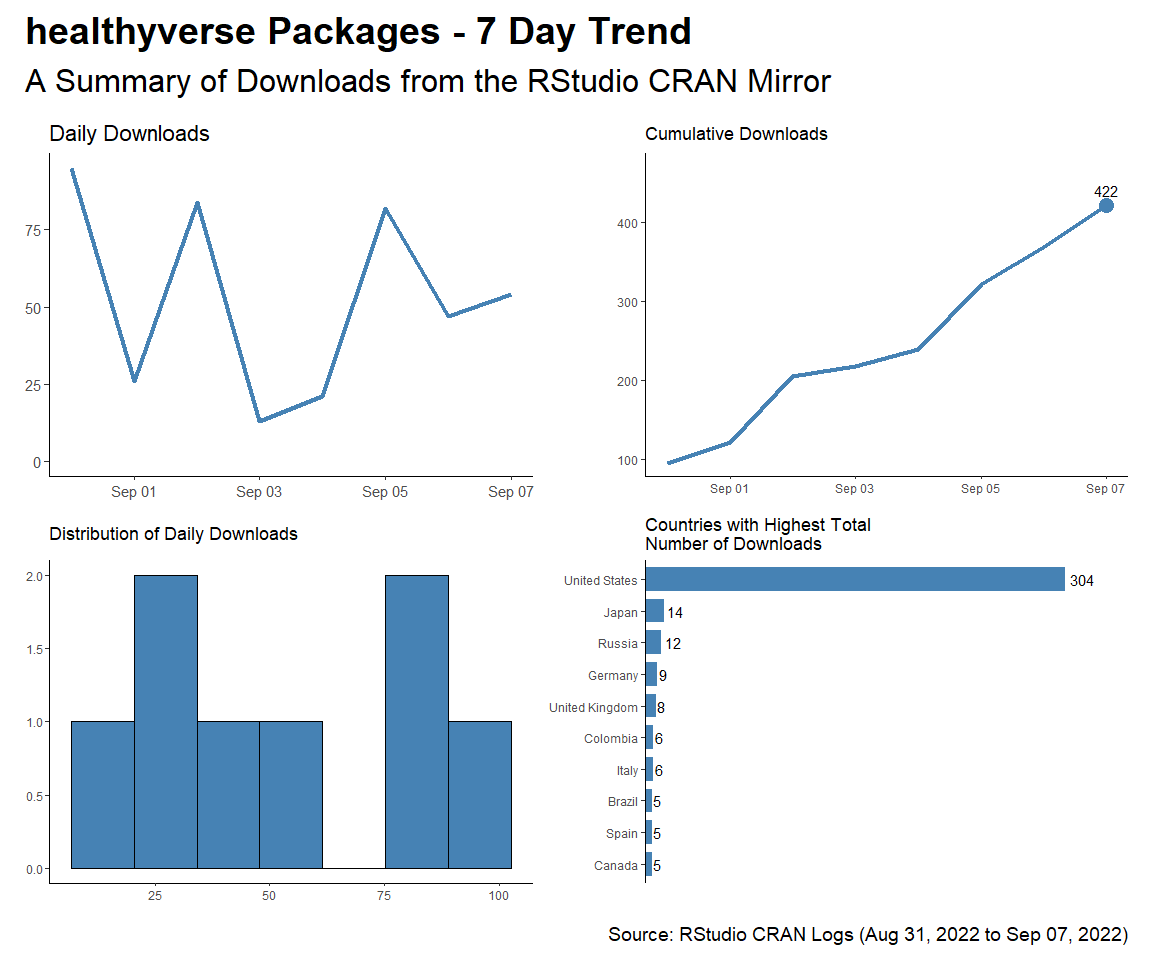 healthyverse Packages - 7 Day Trend
A Summary of Downloads from the RStudio CRAN Mirror
Daily Downloads
75
50
25
0
Sep 01 Sep 03 Sep 05 Sep 07
Cumulative Downloads
422
400
300
200
100
Sep 01 Sep 03 Sep 05 Sep 07
Distribution of Daily Downloads
2.0
1.5
1.0
0.5
0.0
25 50 75 100
Countries with Highest Total
Number of Downloads
United States 304
Japan 14
Russia 12
Germany 9
United Kingdom 8
Colombia 6
Italy 6
Brazil 5
Spain 5
Canada 5
Source: RStudio CRAN Logs (Aug 31, 2022 to Sep 07, 2022)